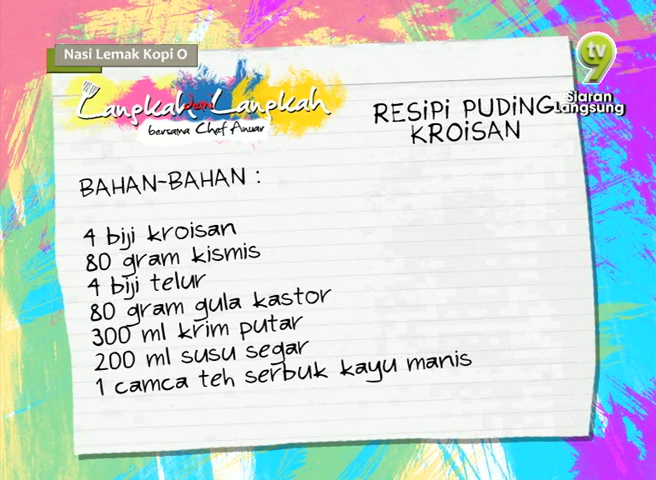 Nasi Lemak Kopi O
tv
9
Siaran
Langsung
Langkah demi Langkah
bersama Chef Anuar
RESIPI PUDING
KROISAN
BAHAN-BAHAN :
4 biji kroisan
80 gram kismis
4 biji telur
80 gram gula kastor
300 ml krim putar
200 ml susu segar
1 camca teh serbuk kayu manis